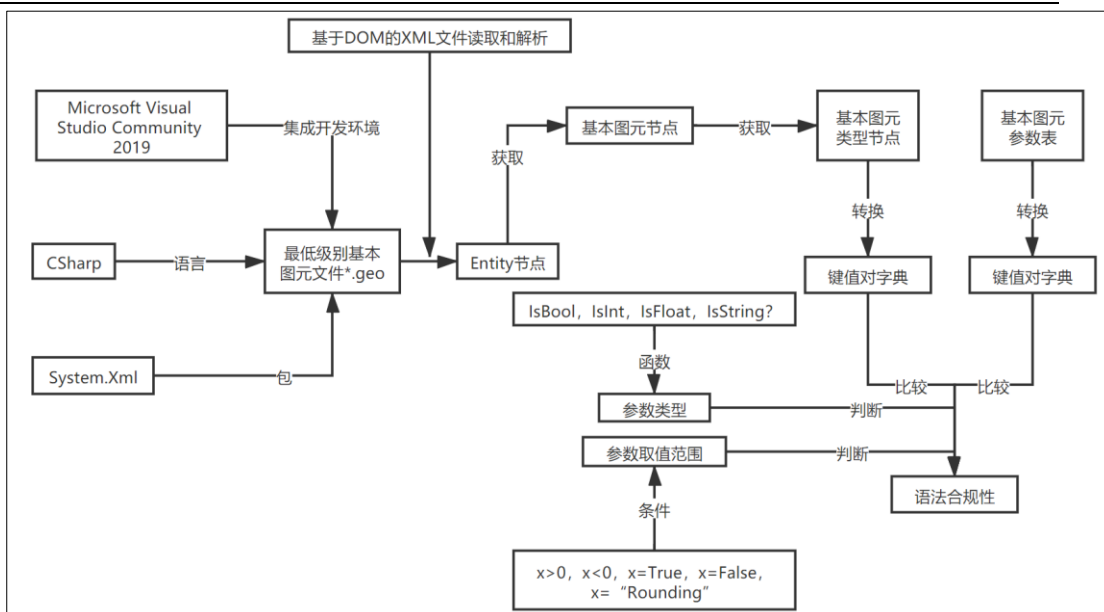 基于DOM的XML文件读取和解析
Microsoft Visual
Studio Community
2019
集成开发环境
基本图元节点
获取
基本图元
类型节点
基本图元
参数表
获取
转换
转换
CSharp
语言
最低级别基本
图元文件*.geo
Entity节点
键值对字典
键值对字典
IsBool，IsInt，IsFloat，IsString?
函数
System.Xml
包
比较
比较
参数类型
判断
参数取值范围
判断
语法合规性
条件
x>0，x<0，x=True，x=False，
x= “Rounding”